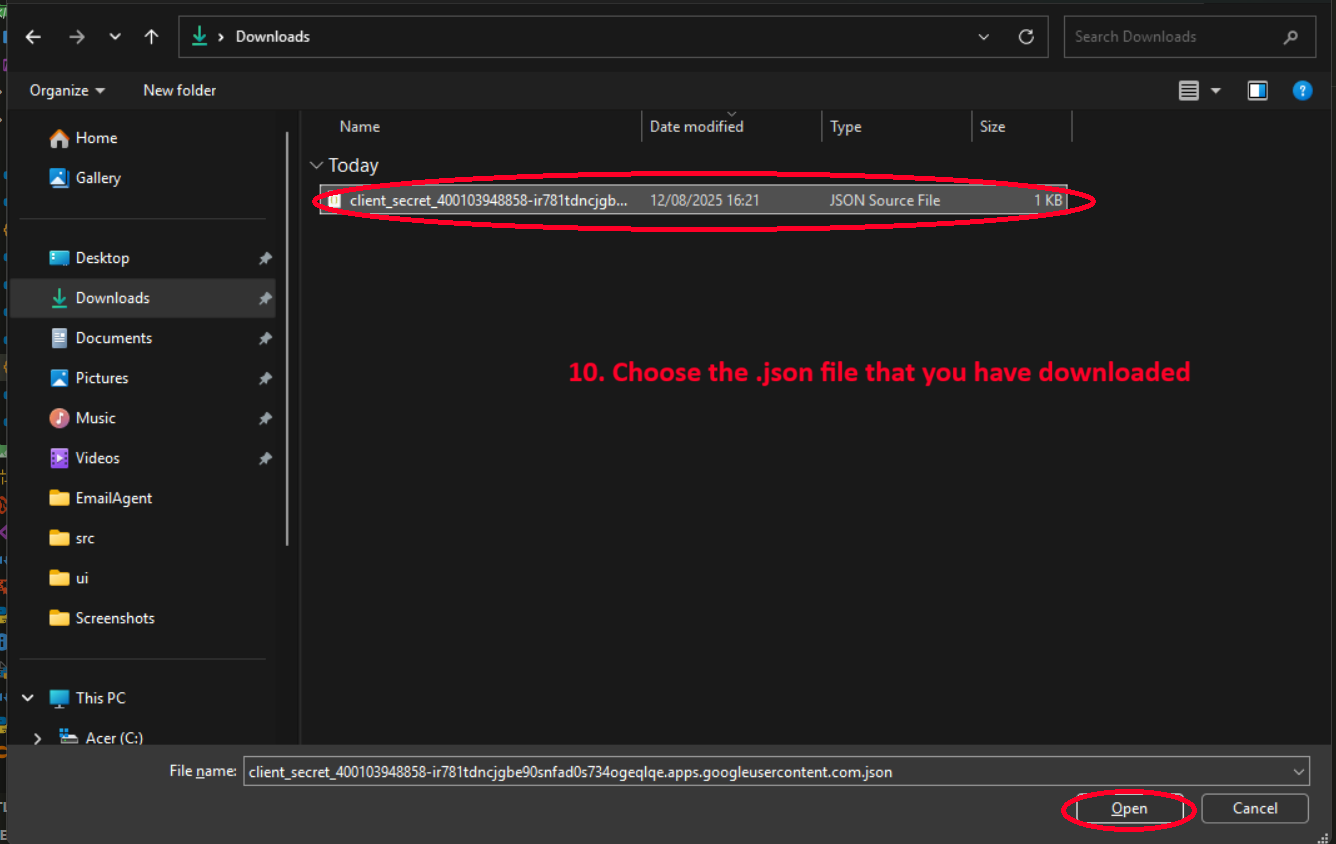 Downloads
Search Downloads
Organize
New folder
Home
Gallery
Desktop
Downloads
Documents
Pictures
Music
Videos
EmailAgent
src
ui
Screenshots
This PC
Acer (C:)
Name Date modified Type Size
Today
client_secret_400103948858-ir781tdncjgb... 12/08/2025 16:21 JSON Source File 1 KB
10. Choose the .json file that you have downloaded
File name: client_secret_400103948858-ir781tdncjgbe90snfad0s734ogeqlqe.apps.googleusercontent.com.json
Open Cancel